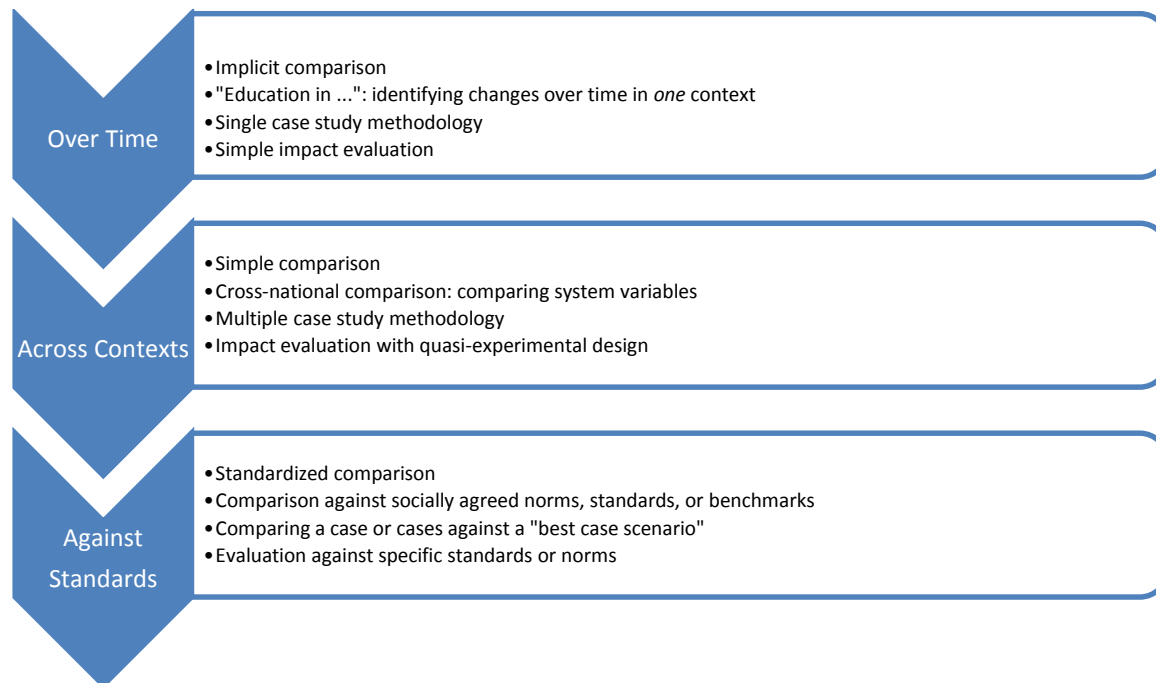 Over Time
•Implicit comparison
•"Education in ...": identifying changes over time in one context
•Single case study methodology
•Simple impact evaluation
Across Contexts
•Simple comparison
•Cross-national comparison: comparing system variables
•Multiple case study methodology
•Impact evaluation with quasi-experimental design
Against
Standards
•Standardized comparison
•Comparison against socially agreed norms, standards, or benchmarks
•Comparing a case or cases against a "best case scenario"
•Evaluation against specific standards or norms